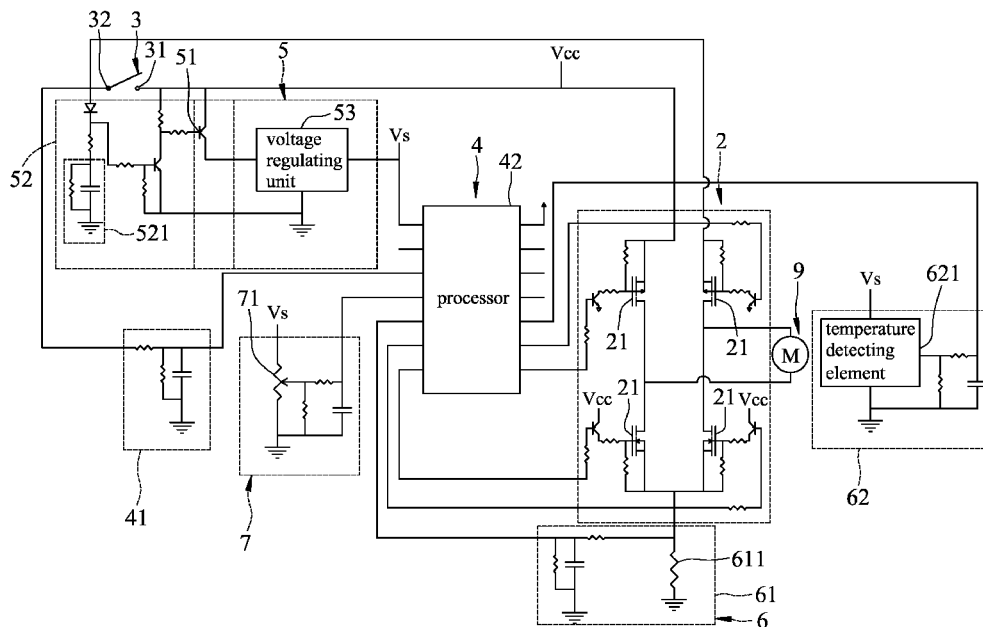 3
32
31
51
5
Vcc
53
voltage
regulating
unit
Vs
52
521
4
42
2
processor
71
Vs
21
21
9
M
Vs
621
temperature
detecting
element
Vcc
21
21
Vcc
41
7
62
611
61
6